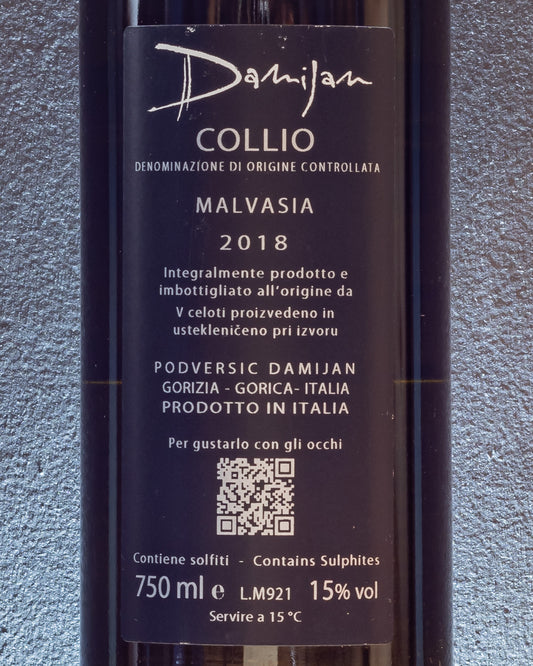 Damijan
COLLIO
DENOMINAZIONE DI ORIGINE CONTROLLATA
MALVASIA
2018
Integralmente prodotto e
imbottigliato all'origine da
V celoti proizvedeno in
ustekleničeno pri izvoru
PODVERSIC DAMIJAN
GORIZIA - GORICA- ITALIA
PRODOTTO IN ITALIA
Per gustarlo con gli occhi
Contiene solfiti - Contains Sulphites
750 ml e L.M921 15% vol
Servire a 15 °C